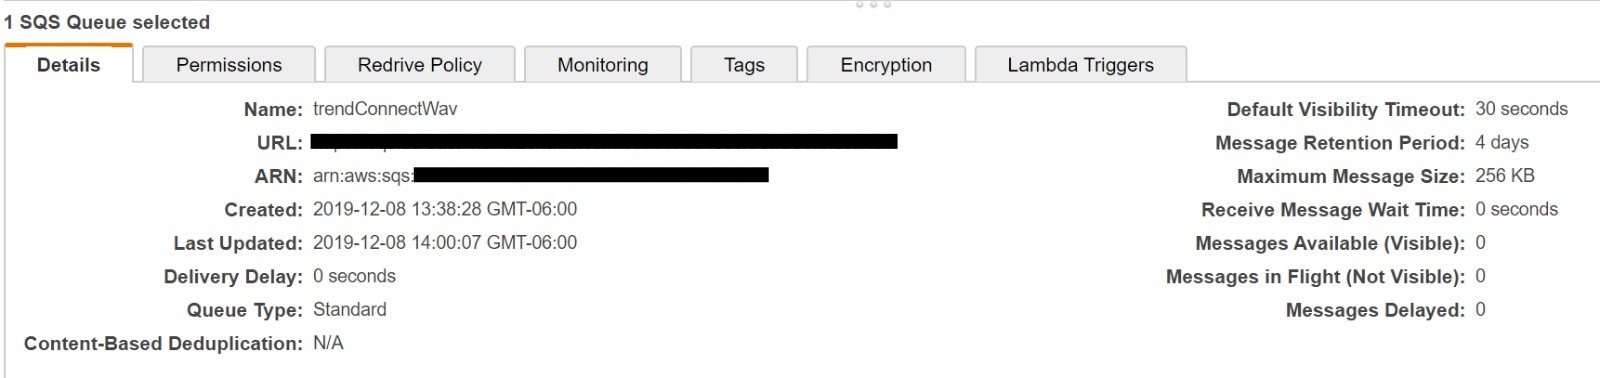 1 SQS Queue selected
Details Permissions Redrive Policy Monitoring Tags Encryption Lambda Triggers
Name: trendConnectWav
URL:
ARN: arn:aws:sqs:
Created: 2019-12-08 13:38:28 GMT-06:00
Last Updated: 2019-12-08 14:00:07 GMT-06:00
Delivery Delay: 0 seconds
Queue Type: Standard
Content-Based Deduplication: N/A
Default Visibility Timeout: 30 seconds
Message Retention Period: 4 days
Maximum Message Size: 256 KB
Receive Message Wait Time: 0 seconds
Messages Available (Visible): 0
Messages in Flight (Not Visible): 0
Messages Delayed: 0